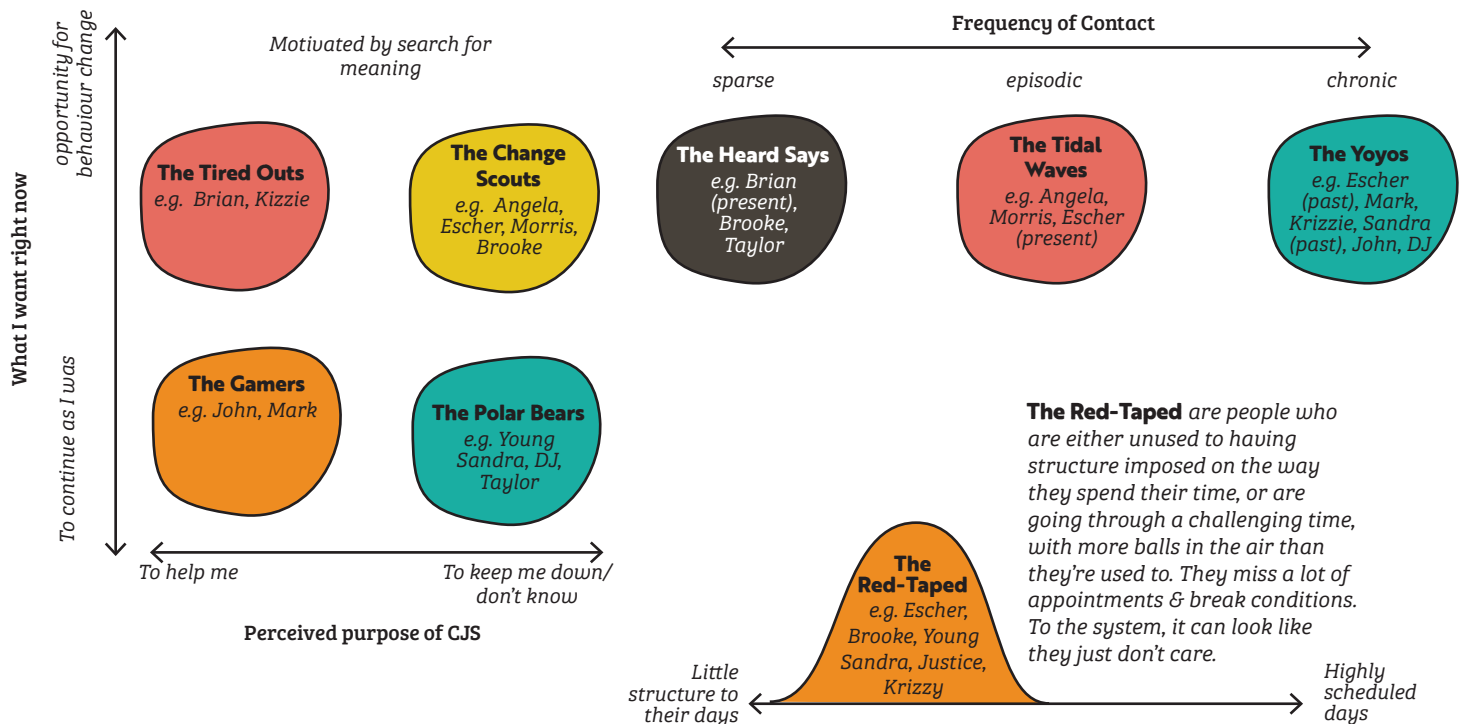 What I want right now
opportunity for
behaviour change
To continue as I was
Motivated by search for
meaning
The Tired Outs
e.g. Brian, Kizzie
The Change
Scouts
e.g. Angela,
Escher, Morris,
Brooke
The Gamers
e.g. John, Mark
The Polar Bears
e.g. Young
Sandra, DJ,
Taylor
To help me
To keep me down/
don't know
Perceived purpose of CJS
Frequency of Contact
sparse
episodic
chronic
The Heard Says
e.g. Brian
(present),
Brooke,
Taylor
The Tidal
Waves
e.g. Angela,
Morris, Escher
(present)
The Yoyos
e.g. Escher
(past), Mark,
Krizzie, Sandra
(past), John, DJ
The Red-Taped are people who
are either unused to having
structure imposed on the way
they spend their time, or are
going through a challenging time,
with more balls in the air than
they're used to. They miss a lot of
appointments & break conditions.
To the system, it can look like
they just don't care.
The
Red-Taped
e.g. Escher,
Brooke, Young
Sandra, Justice,
Krizzy
Little
structure to
their days
Highly
scheduled
days